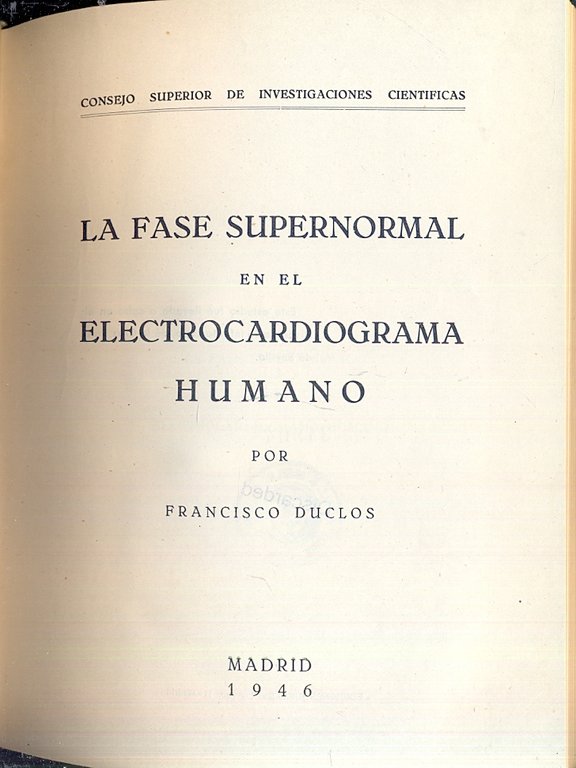 CONSEJO SUPERIOR DE INVESTIGACIONES CIENTIFICAS
LA FASE SUPERNORMAL
EN EL
ELECTROCARDIOGRAMA
HUMANO
POR
FRANCISCO DUCLOS
MADRID
1946